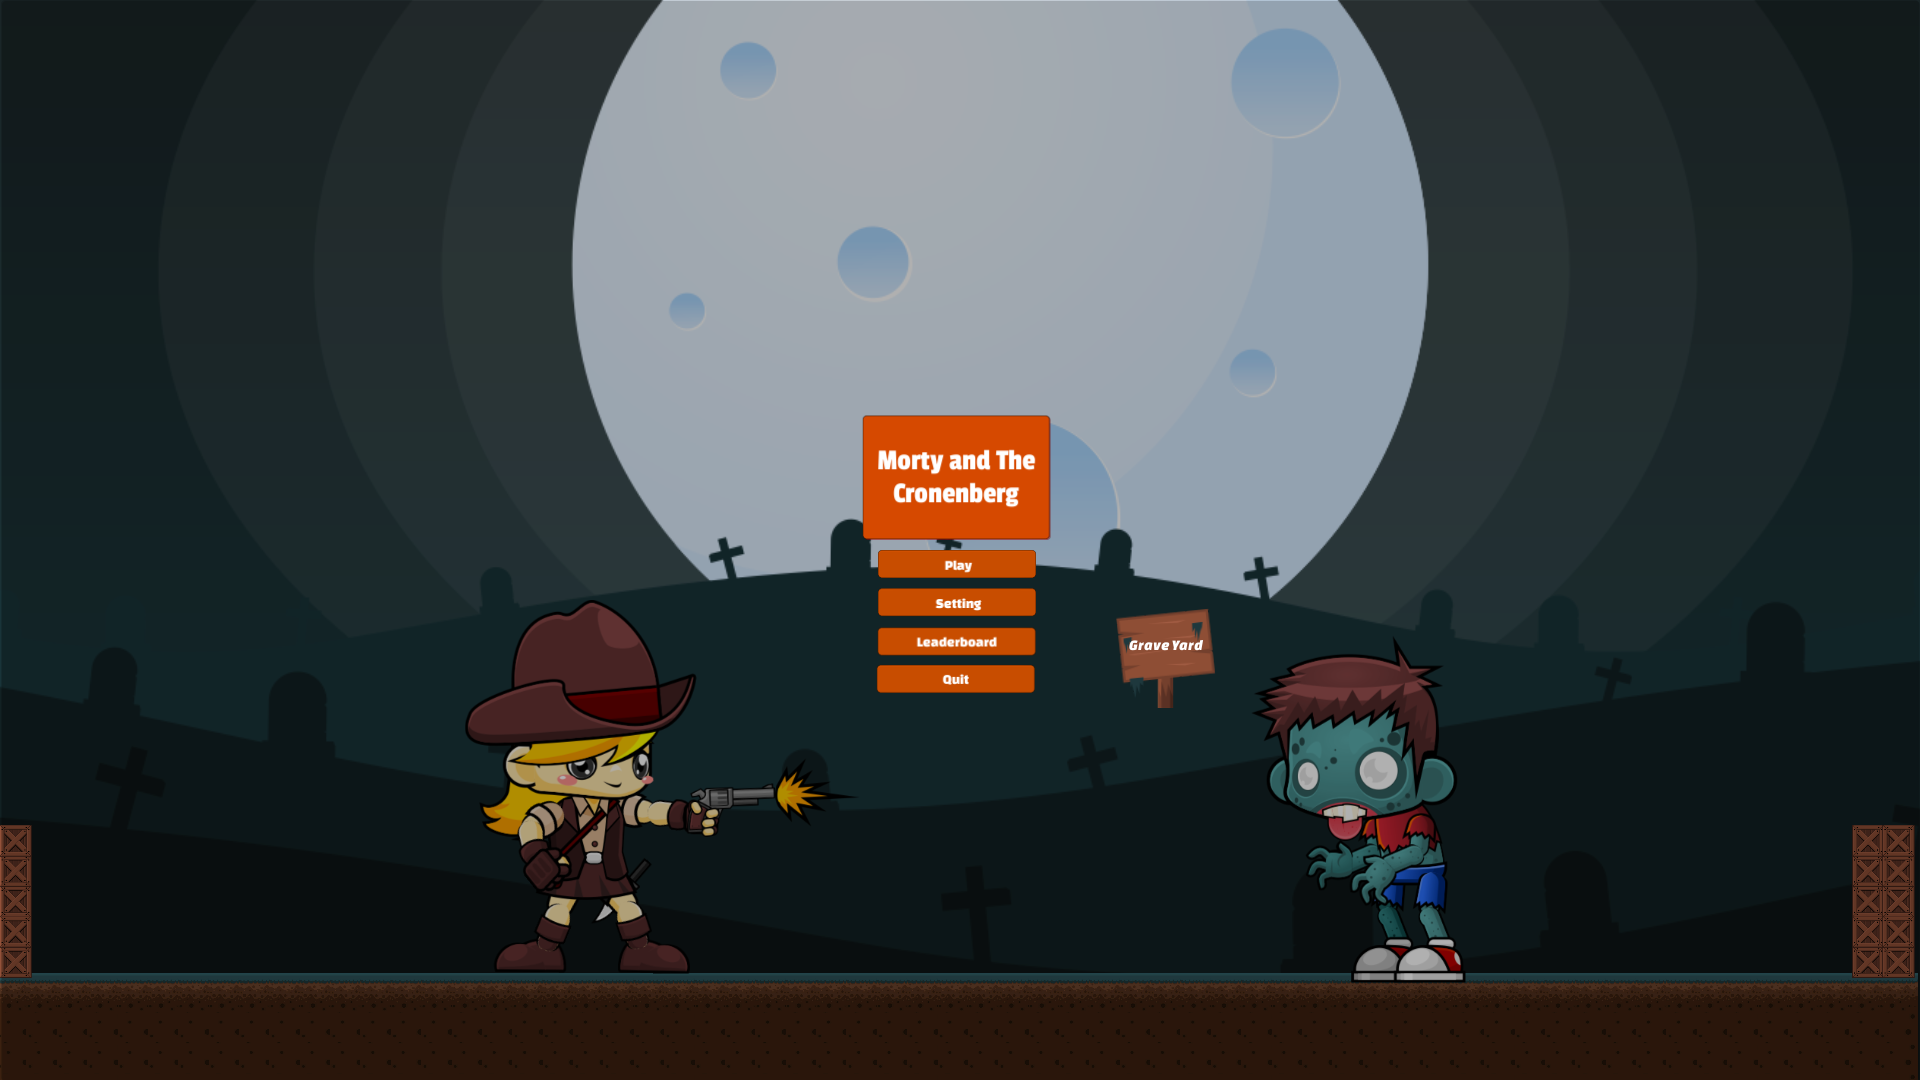 Morty and The
Cronenberg
Play
Setting
Leaderboard
Grave Yard
Quit